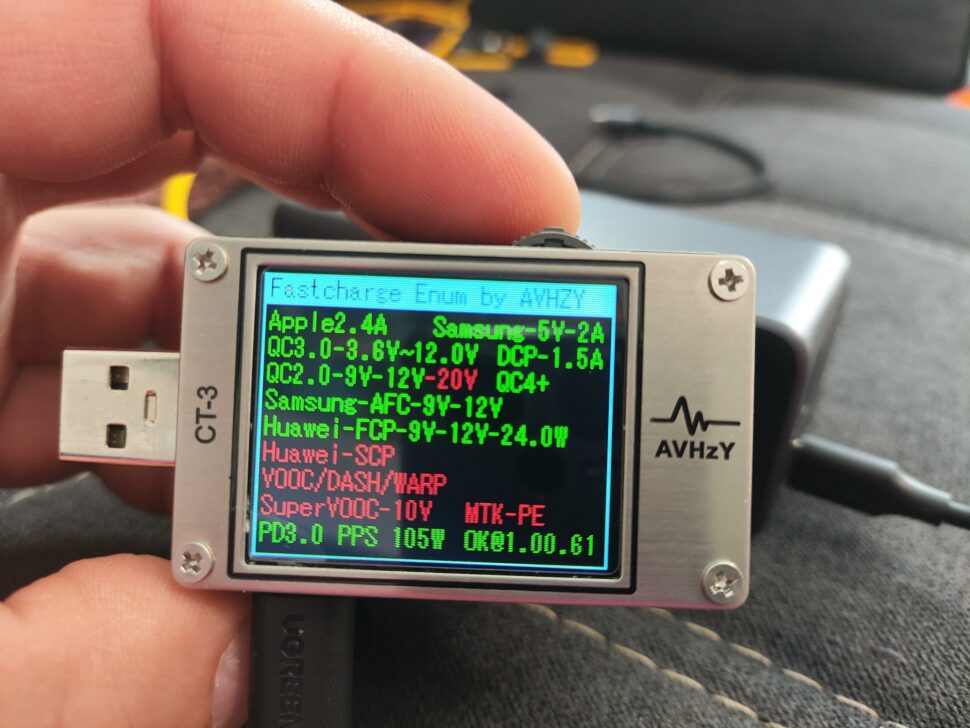 Fastcharge Enum by AVHZY
Apple2.4A Samsung-5V-2A
QC3.0-3.6V~12.0V DCP-1.5A
QC2.0-9V-12V-20V QC4+
Samsung-AFC-9V-12V
Huawei-FCP-9V-12V-24.0W
Huawei-SCP
VOOC/DASH/WARP
SuperVOOC-10V MTK-PE
PD3.0 PPS 105W OK@1.00.61
CT-3
AVHzY
UGREEN